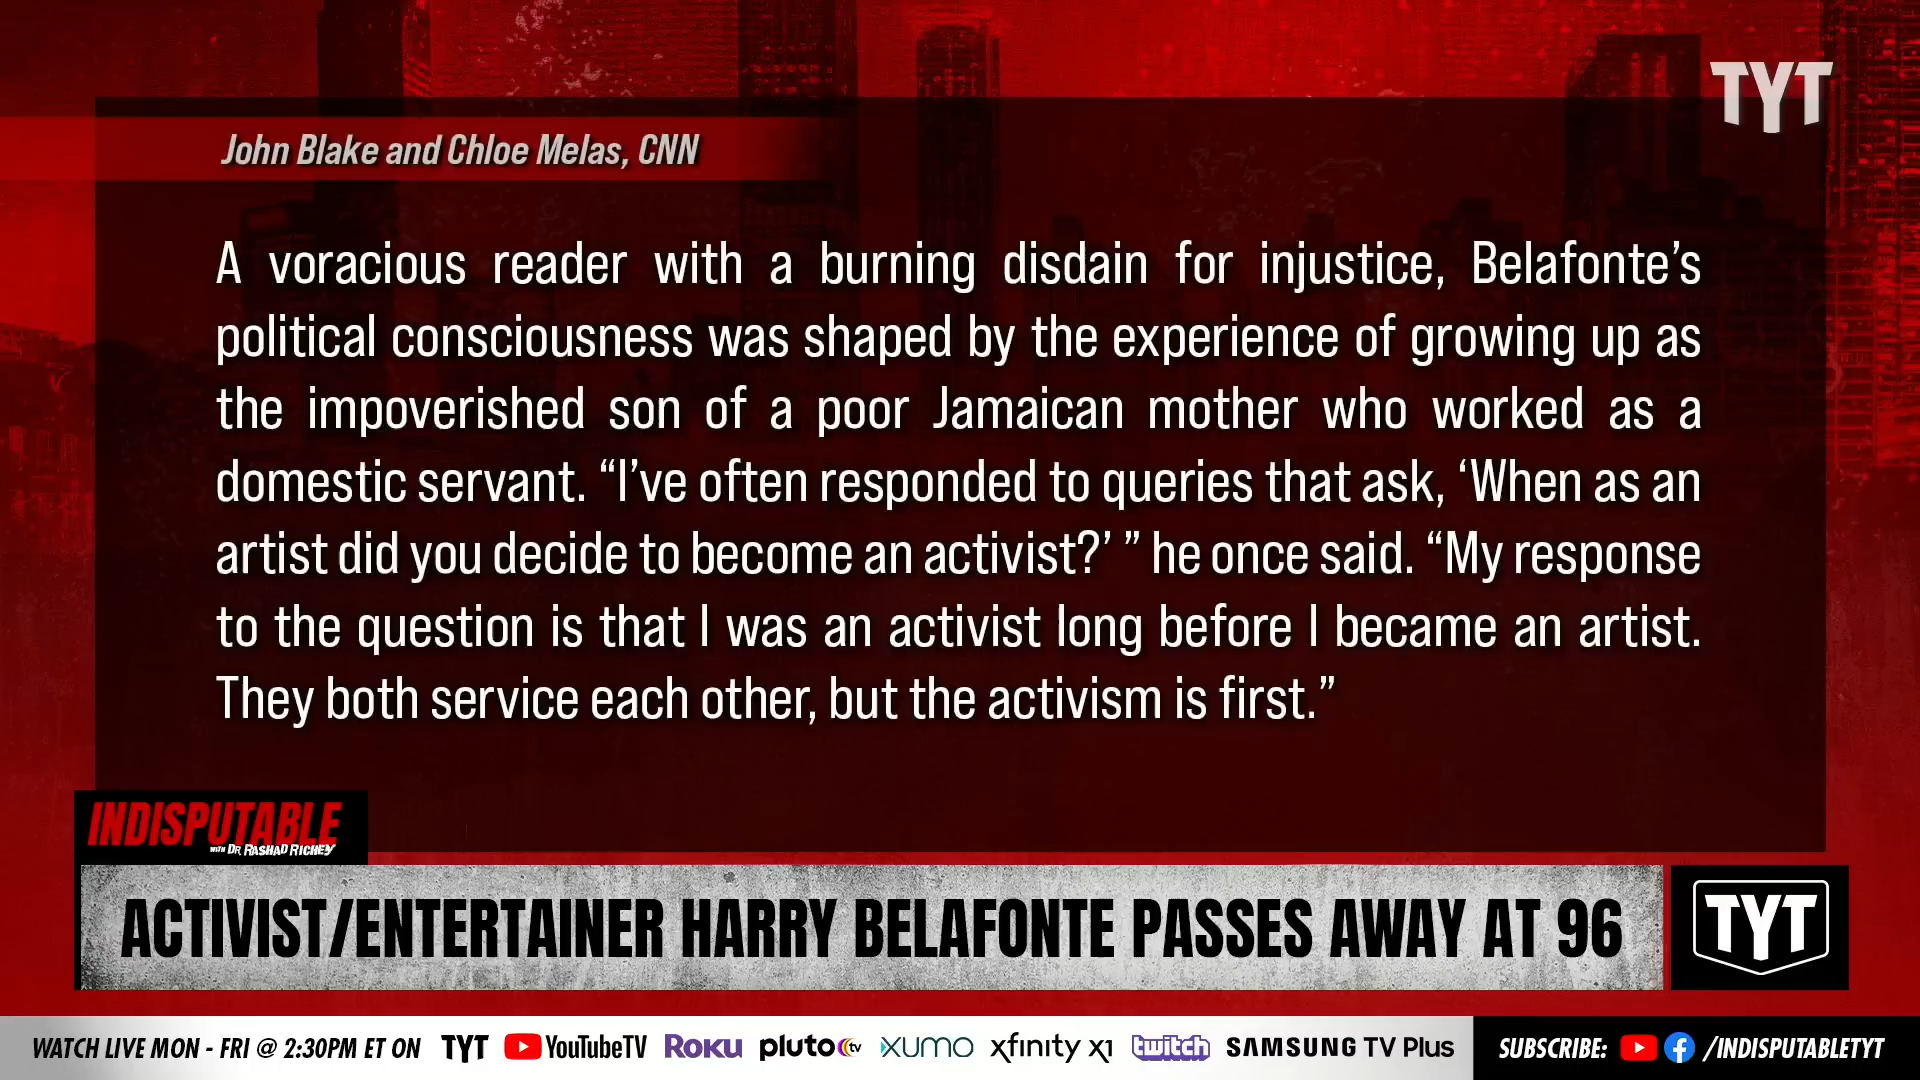 TYT
John Blake and Chloe Melas, CNN
A voracious reader with a burning disdain for injustice, Belafonte’s
political consciousness was shaped by the experience of growing up as
the impoverished son of a poor Jamaican mother who worked as a
domestic servant. “I’ve often responded to queries that ask, ‘When as an
artist did you decide to become an activist?’ ” he once said. “My response
to the question is that I was an activist long before I became an artist.
They both service each other, but the activism is first.”
INDISPUTABLE
WITH DR RASHAD RICHEY
ACTIVIST/ENTERTAINER HARRY BELAFONTE PASSES AWAY AT 96
TYT
WATCH LIVE MON - FRI @ 2:30PM ET ON TYT YouTubeTV ROKU pluto tv xumo xfinity x1 twitch SAMSUNG TV Plus SUBSCRIBE: /INDISPUTABLETYT